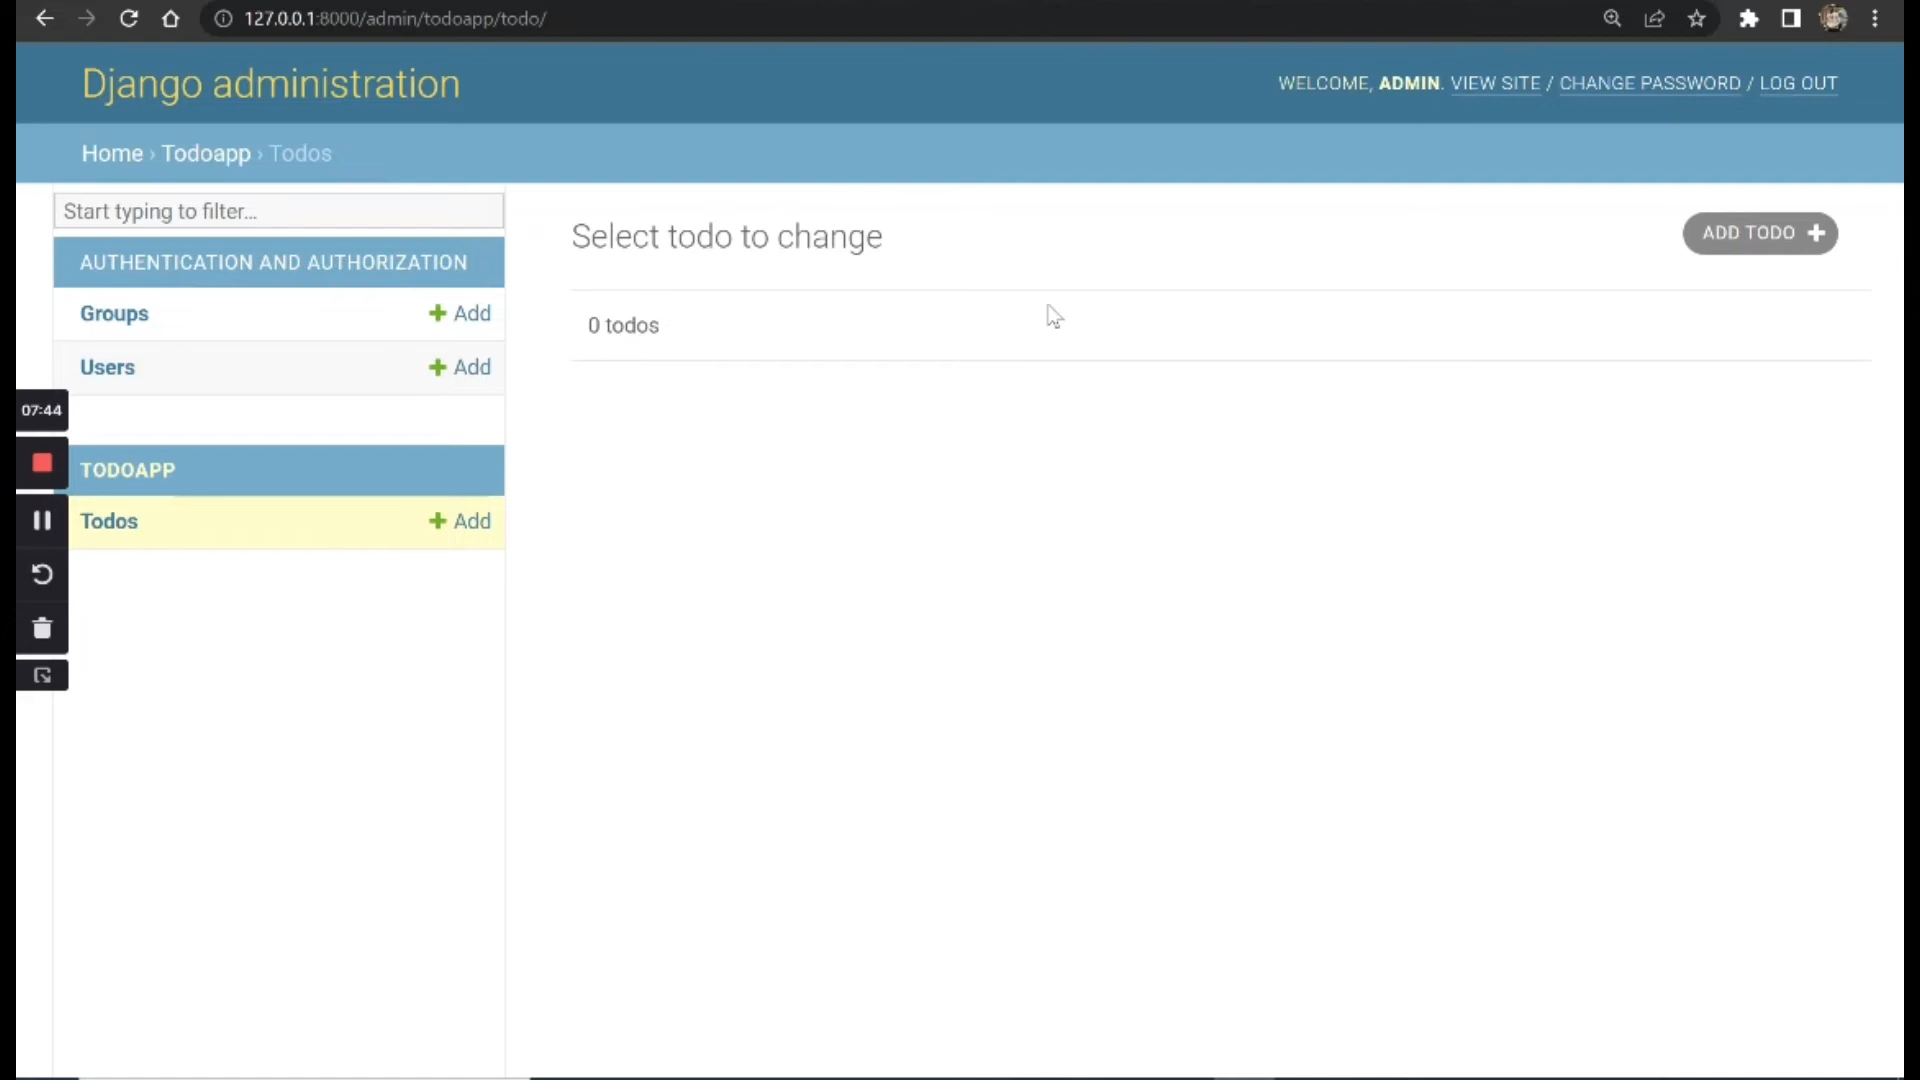 127.0.0.1:8000/admin/todoapp/todo/
Django administration
WELCOME, ADMIN. VIEW SITE / CHANGE PASSWORD / LOG OUT
Home › Todoapp › Todos
Start typing to filter...
Select todo to change
ADD TODO
AUTHENTICATION AND AUTHORIZATION
Groups Add
0 todos
Users Add
07:44
TODOAPP
Todos Add